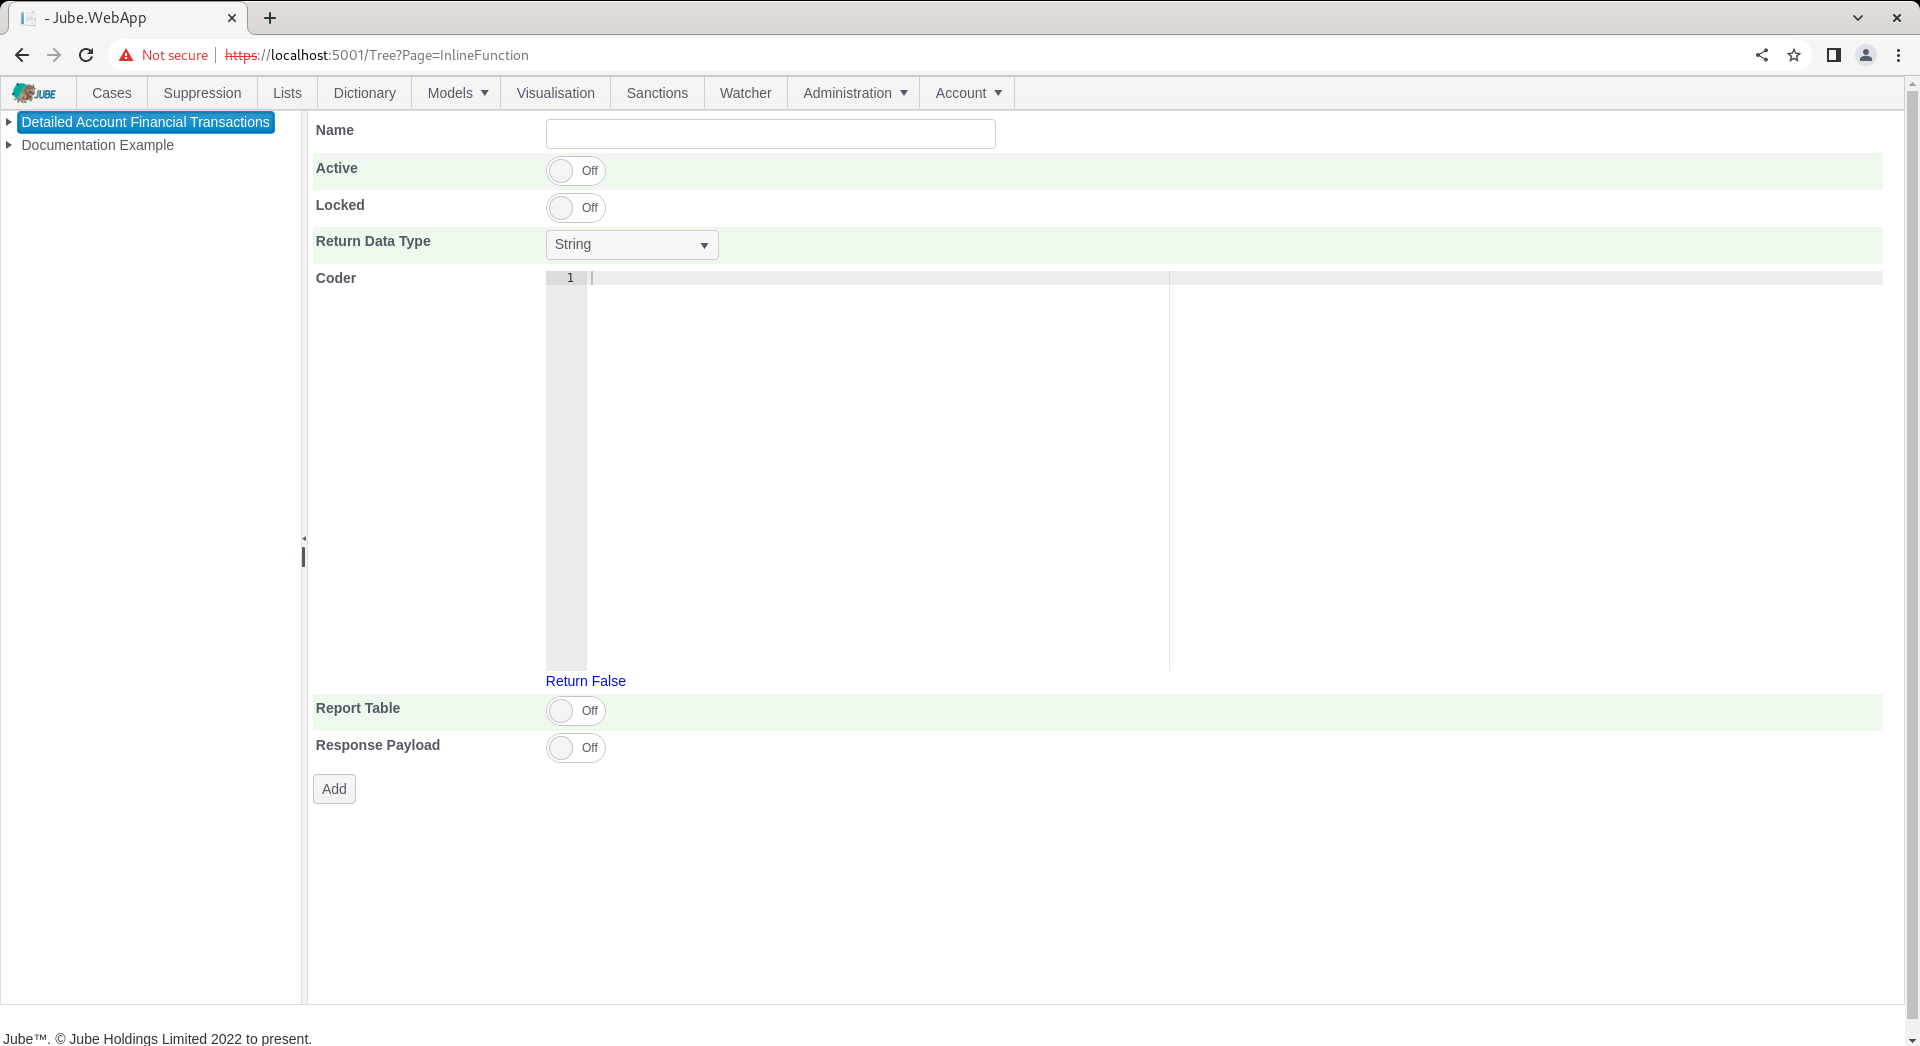 - Jube.WebApp
Not secure https://localhost:5001/Tree?Page=InlineFunction
JUBE Cases Suppression Lists Dictionary Models Visualisation Sanctions Watcher Administration Account
Detailed Account Financial Transactions
Documentation Example
Name
Active Off
Locked Off
Return Data Type String
Coder 1
Return False
Report Table Off
Response Payload Off
Add
Jube™. © Jube Holdings Limited 2022 to present.